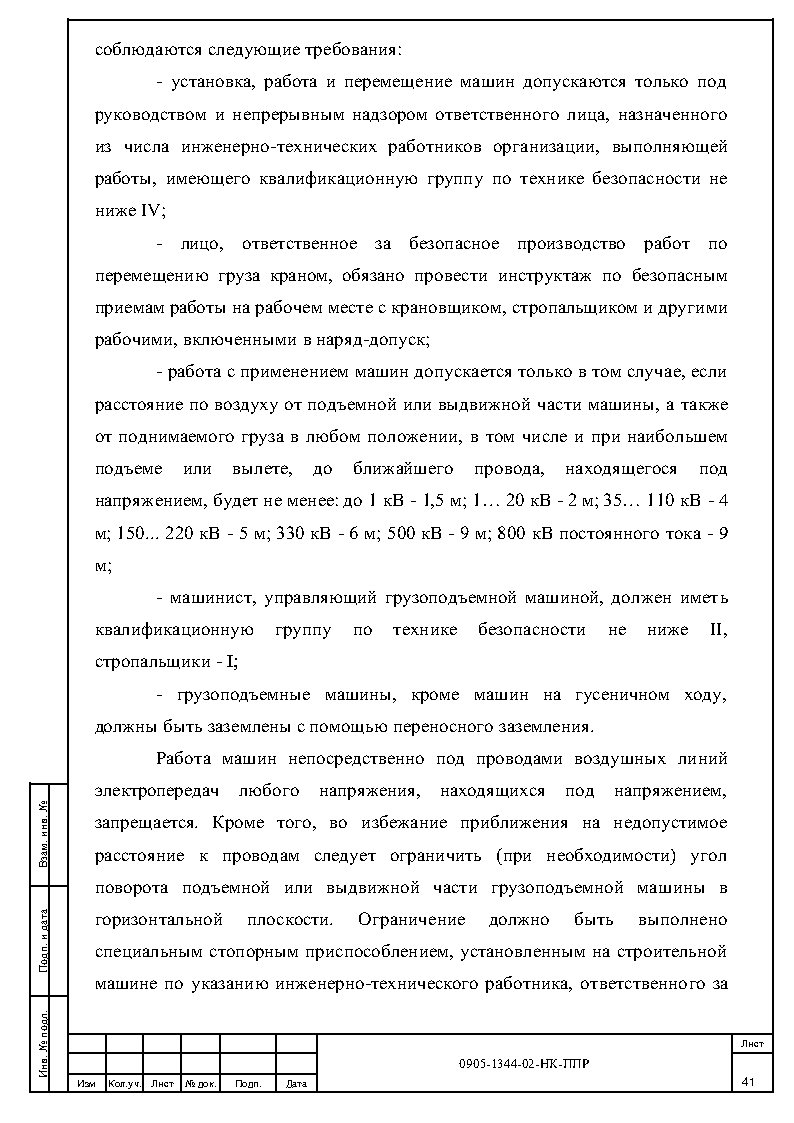 соблюдаются следующие требования:
- установка, работа и перемещение машин допускаются только под
руководством и непрерывным надзором ответственного лица, назначенного
из числа инженерно-технических работников организации, выполняющей
работы, имеющего квалификационную группу по технике безопасности не
ниже IV;
- лицо, ответственное за безопасное производство работ по
перемещению груза краном, обязано провести инструктаж по безопасным
приемам работы на рабочем месте с крановщиком, стропальщиком и другими
рабочими, включенными в наряд-допуск;
- работа с применением машин допускается только в том случае, если
расстояние по воздуху от подъемной или выдвижной части машины, а также
от поднимаемого груза в любом положении, в том числе и при наибольшем
подъеме или вылете, до ближайшего провода, находящегося под
напряжением, будет не менее: до 1 кВ - 1,5 м; 1… 20 кВ - 2 м; 35… 110 кВ - 4
м; 150... 220 кВ - 5 м; 330 кВ - 6 м; 500 кВ - 9 м; 800 кВ постоянного тока - 9
м;
- машинист, управляющий грузоподъемной машиной, должен иметь
квалификационную группу по технике безопасности не ниже II,
стропальщики - I;
- грузоподъемные машины, кроме машин на гусеничном ходу,
должны быть заземлены с помощью переносного заземления.
Работа машин непосредственно под проводами воздушных линий
электропередач любого напряжения, находящихся под напряжением,
запрещается. Кроме того, во избежание приближения на недопустимое
расстояние к проводам следует ограничить (при необходимости) угол
поворота подъемной или выдвижной части грузоподъемной машины в
горизонтальной плоскости. Ограничение должно быть выполнено
специальным стопорным приспособлением, установленным на строительной
машине по указанию инженерно-технического работника, ответственного за
Взам. инв. №
Подп. и дата
Инв. № подл.
Изм Кол.уч. Лист № док. Подп. Дата
0905-1344-02-НК-ППР
Лист
41